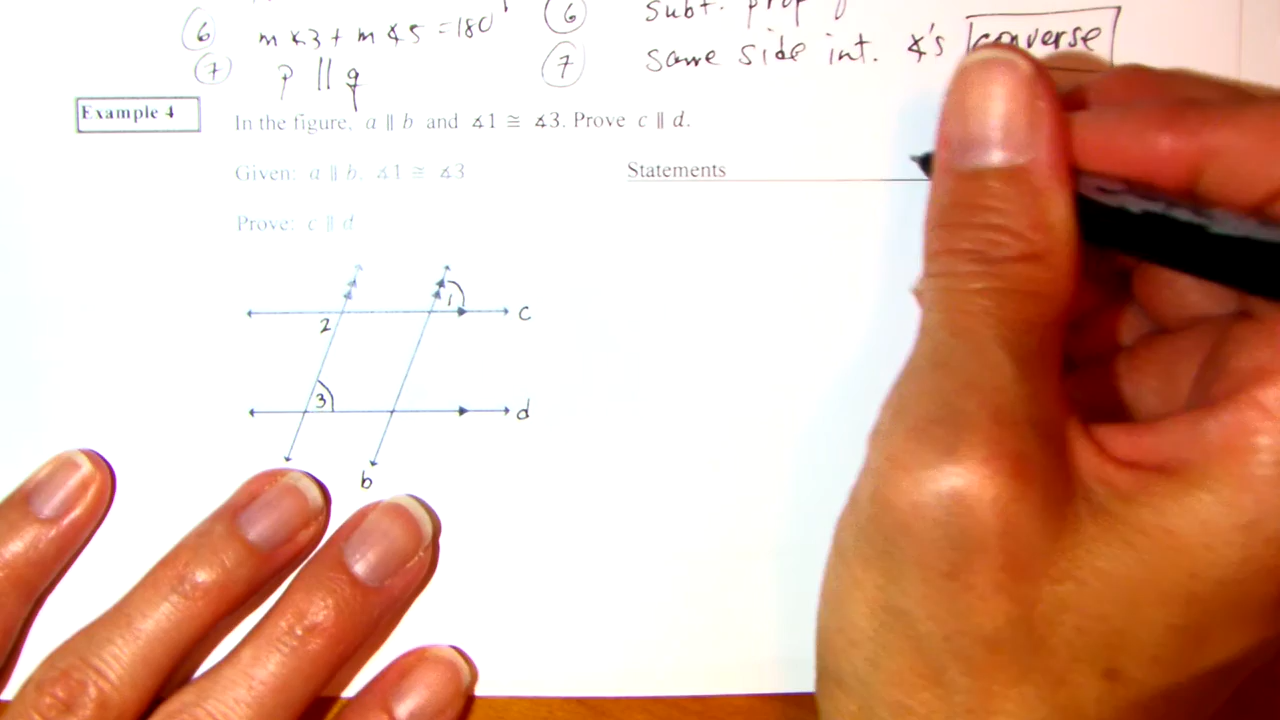 6 m∡3 + m∡5 = 180 6 Subt. prop
7 p || q 7 same side int. ∡'s converse
Example 4 In the figure, a || b and ∡1 ≅ ∡3. Prove c || d.
Given: a || b, ∡1 ≅ ∡3 Statements
Prove: c || d
1
2 c
3
d
b